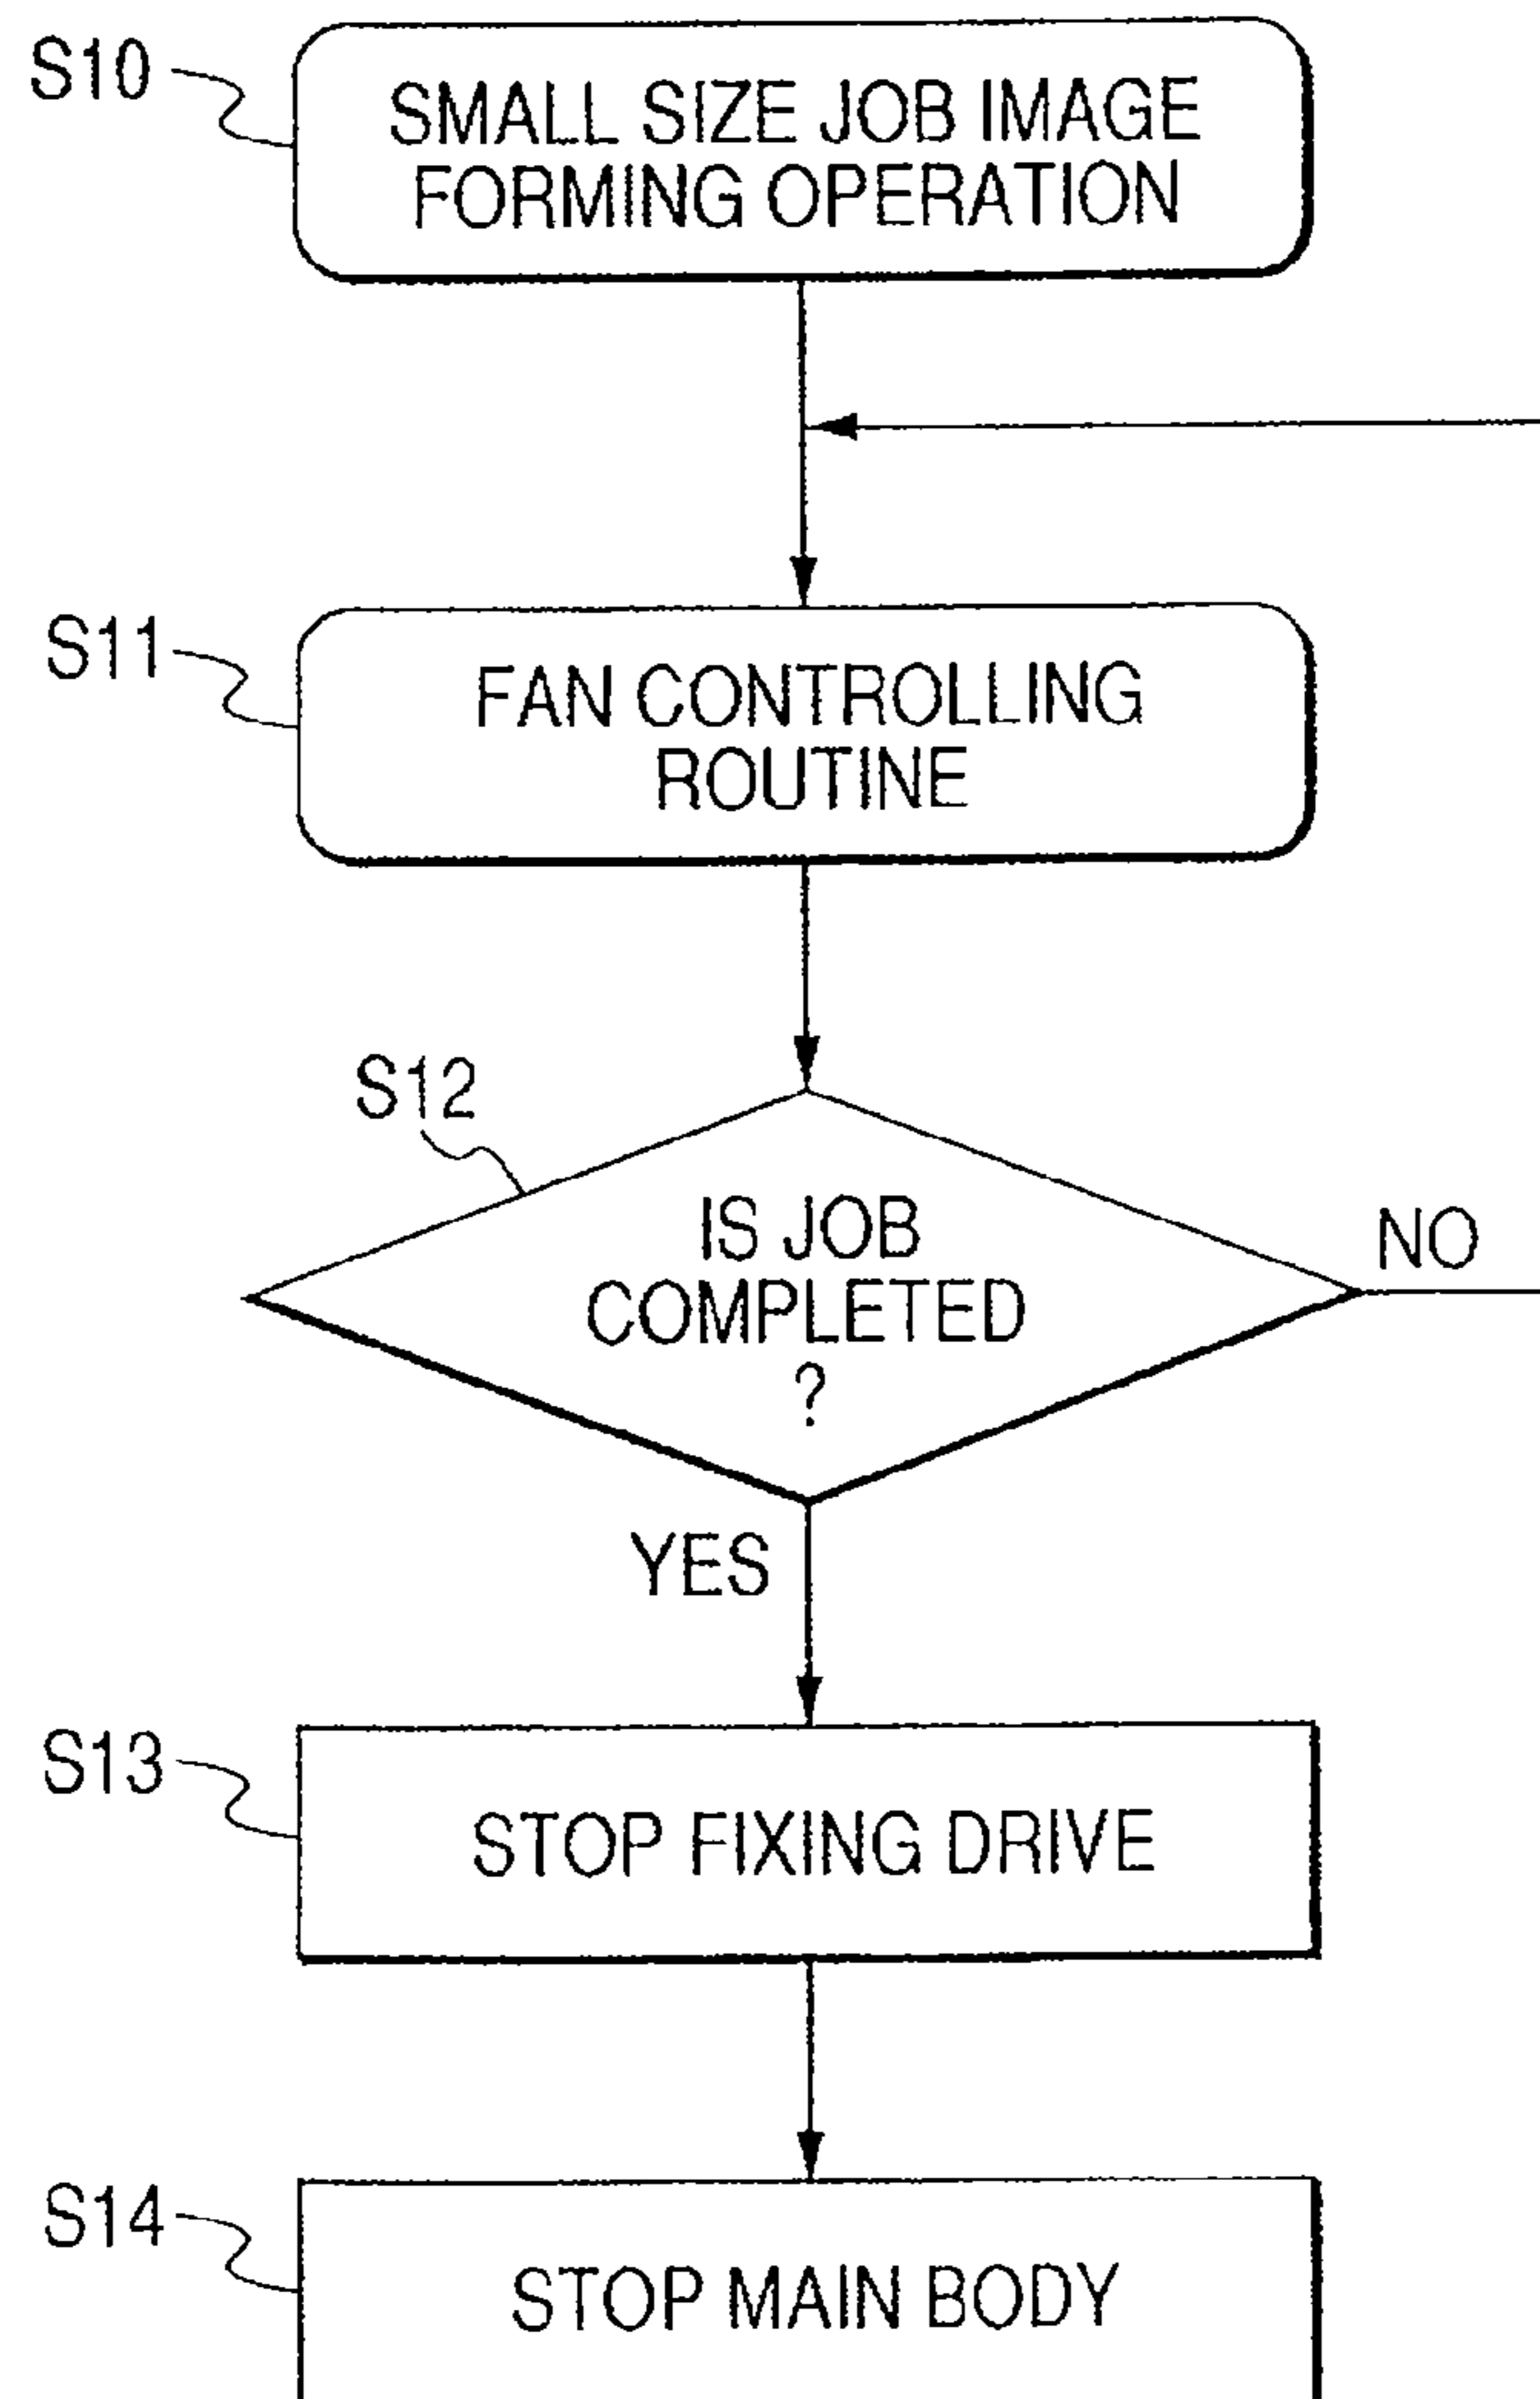 S10
SMALL SIZE JOB IMAGE
FORMING OPERATION
S11
FAN CONTROLLING
ROUTINE
S12
IS JOB
COMPLETED
?
NO
YES
S13
STOP FIXING DRIVE
S14
STOP MAIN BODY